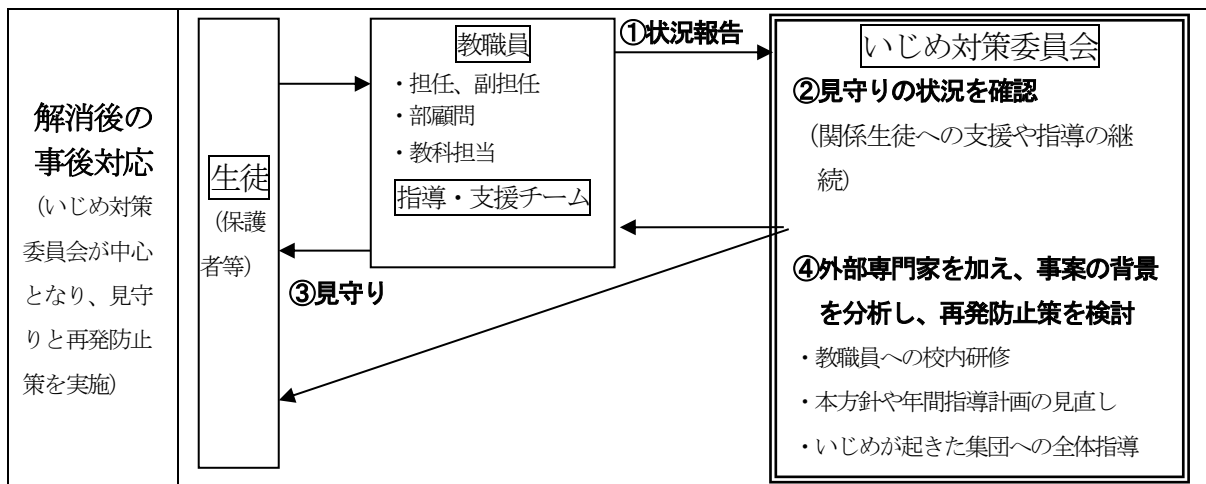 解消後の
事後対応
(いじめ対策
委員会が中心
となり、見守
りと再発防止
策を実施)
生徒
(保護
者等)
教職員
・担任、副担任
・部顧問
・教科担当
指導・支援チーム
③見守り
①状況報告
いじめ対策委員会
②見守りの状況を確認
(関係生徒への支援や指導の継
続)
④外部専門家を加え、事案の背景
を分析し、再発防止策を検討
・教職員への校内研修
・本方針や年間指導計画の見直し
・いじめが起きた集団への全体指導